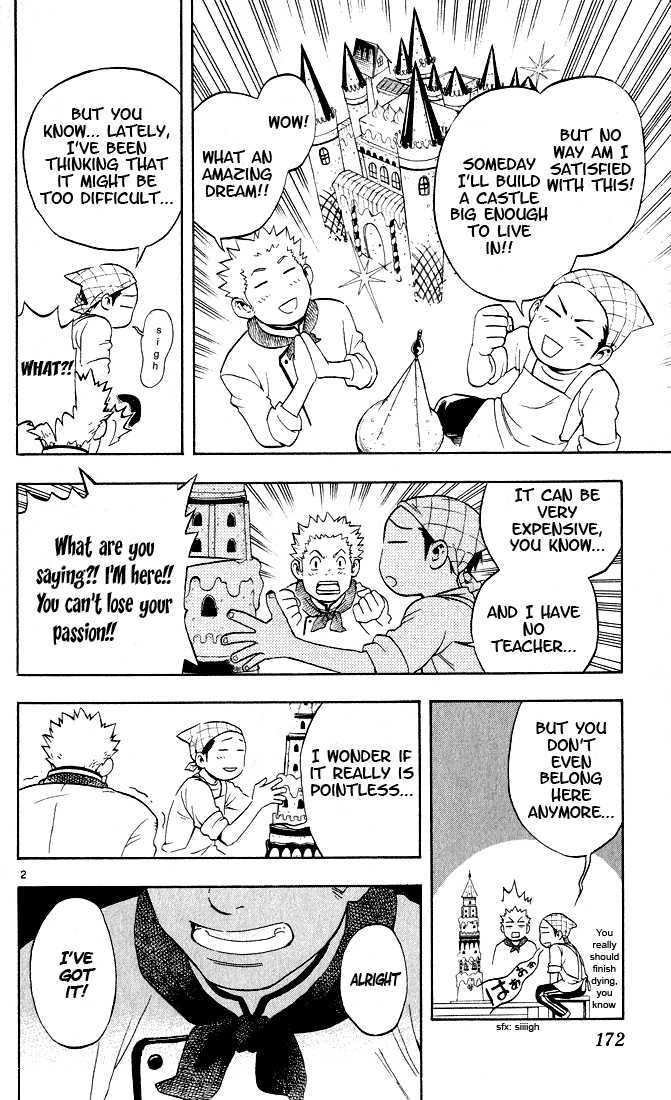 BUT NO
WAY AM I
SATISFIED
WITH THIS!
SOMEDAY
I'LL BUILD
A CASTLE
BIG ENOUGH
TO LIVE
IN!!
WOW!
WHAT AN
AMAZING
DREAM!!
BUT YOU
KNOW... LATELY,
I'VE BEEN
THINKING THAT
IT MIGHT BE
TOO DIFFICULT...
sigh
WHAT?!
IT CAN BE
VERY
EXPENSIVE,
YOU KNOW...
AND I HAVE
NO
TEACHER...
What are you
saying?! I'M here!!
You can't lose your
passion!!
BUT YOU
DON'T
EVEN
BELONG
HERE
ANYMORE...
You
really
should
finish
dying,
you
know
はぁぁぁ
sfx: siiiigh
172
I WONDER IF
IT REALLY IS
POINTLESS...
2
ALRIGHT
I'VE
GOT
IT!